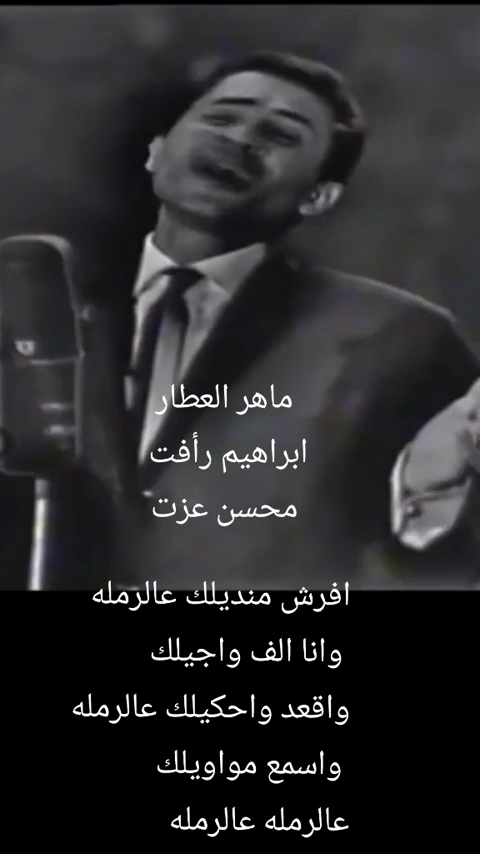 ماهر العطار
ابراهيم رأفت
محسن عزت
افرش منديلك عالرمله
وانا الف واجيلك
واقعد واحكيلك عالرمله
واسمع مواويلك
عالرمله عالرمله